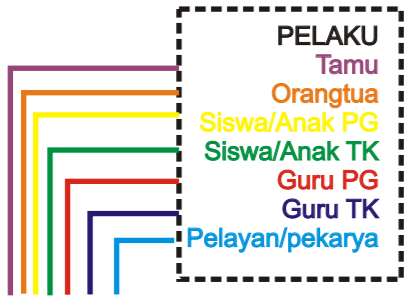 PELAKU
Tamu
Orangtua
Siswa/Anak PG
Siswa/Anak TK
Guru PG
Guru TK
Pelayan/pekarya